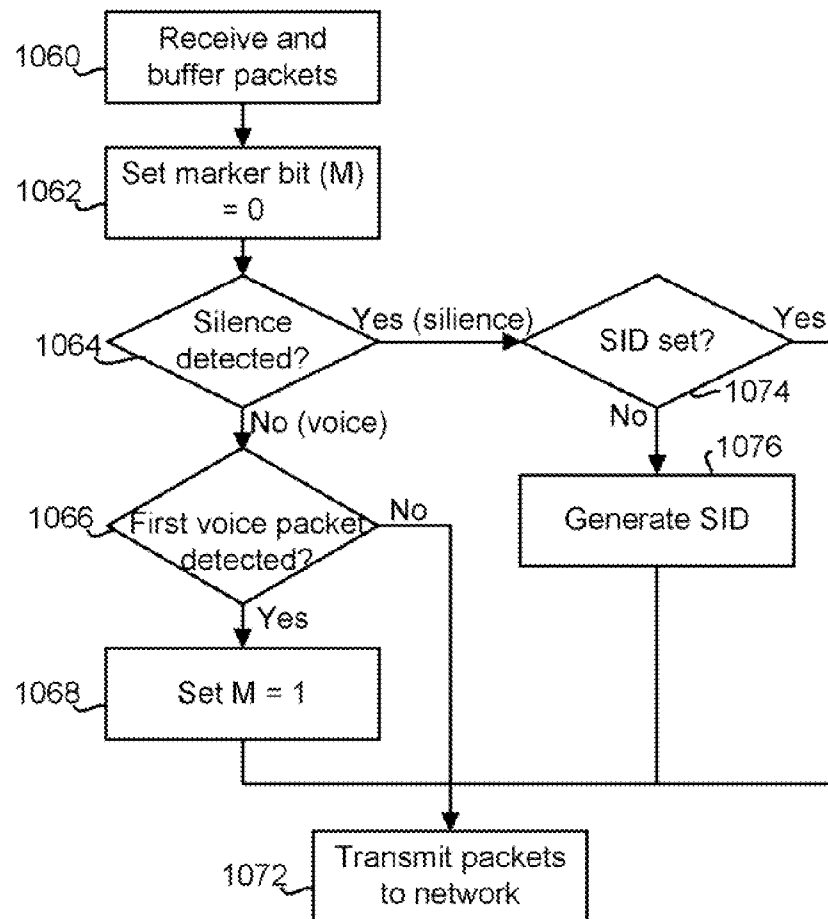 1060
Receive and
buffer packets
1062
Set marker bit (M)
= 0
1064
Silence
detected?
Yes (silience)
SID set?
Yes
1074
No (voice)
No
1076
Generate SID
1066
First voice packet
detected?
No
Yes
1068
Set M = 1
1072
Transmit packets
to network